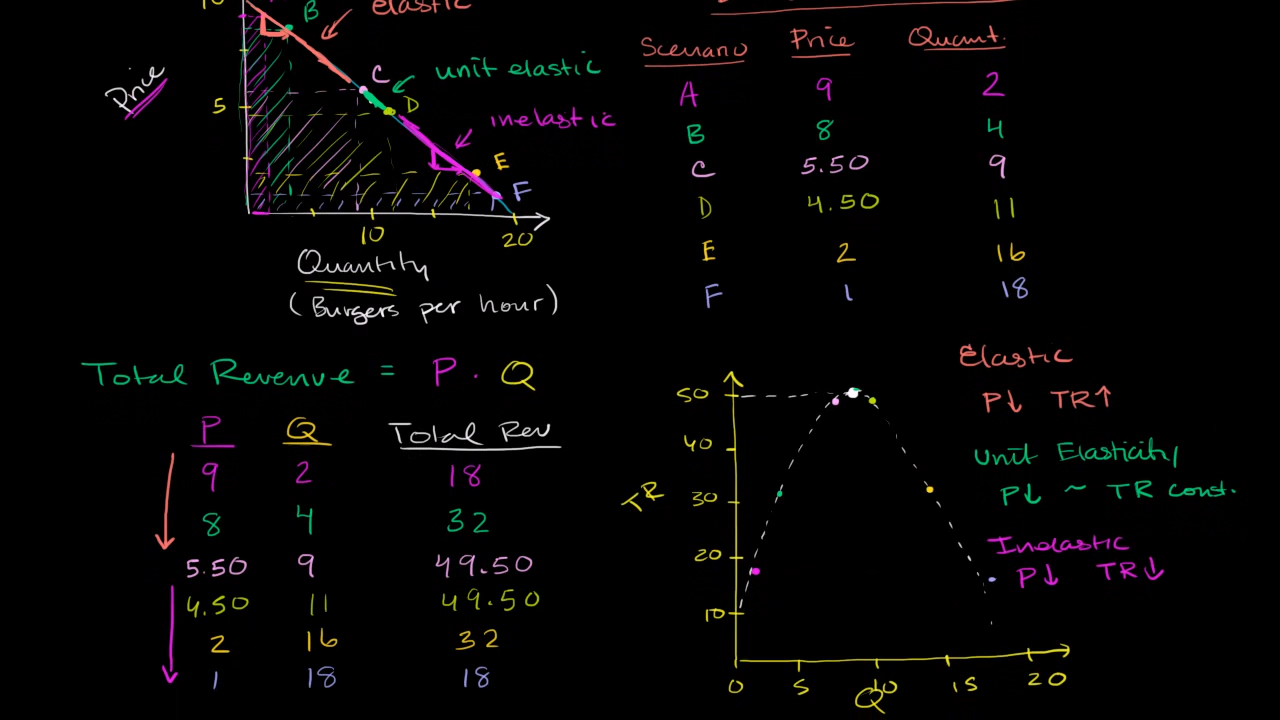 10
B
elastic
C
unit elastic
D
inelastic
Price
5
E
F
10
20
Quantity
(Burgers per hour)
Scenario Price Quant.
A 9 2
B 8 4
C 5.50 9
D 4.50 11
E 2 16
F 1 18
Total Revenue = P · Q
P Q Total Rev
9 2 18
8 4 32
5.50 9 49.50
4.50 11 49.50
2 16 32
1 18 18
50
40
30
TR
20
10
0 5 10 15 20
Q
Elastic
P↓ TR↑
Unit Elasticity
P↓ ~ TR const.
Inelastic
P↓ TR↓